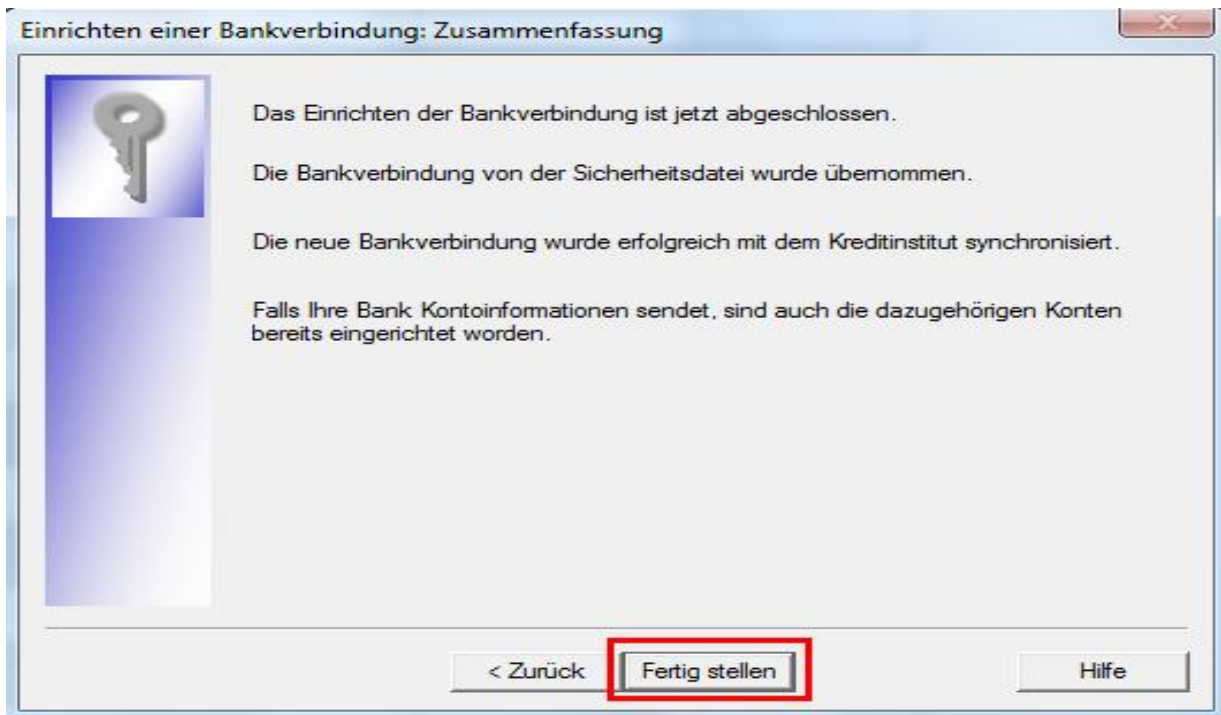 Einrichten einer Bankverbindung: Zusammenfassung
Das Einrichten der Bankverbindung ist jetzt abgeschlossen.
Die Bankverbindung von der Sicherheitsdatei wurde übernommen.
Die neue Bankverbindung wurde erfolgreich mit dem Kreditinstitut synchronisiert.
Falls Ihre Bank Kontoinformationen sendet, sind auch die dazugehörigen Konten
bereits eingerichtet worden.
< Zurück Fertig stellen Hilfe